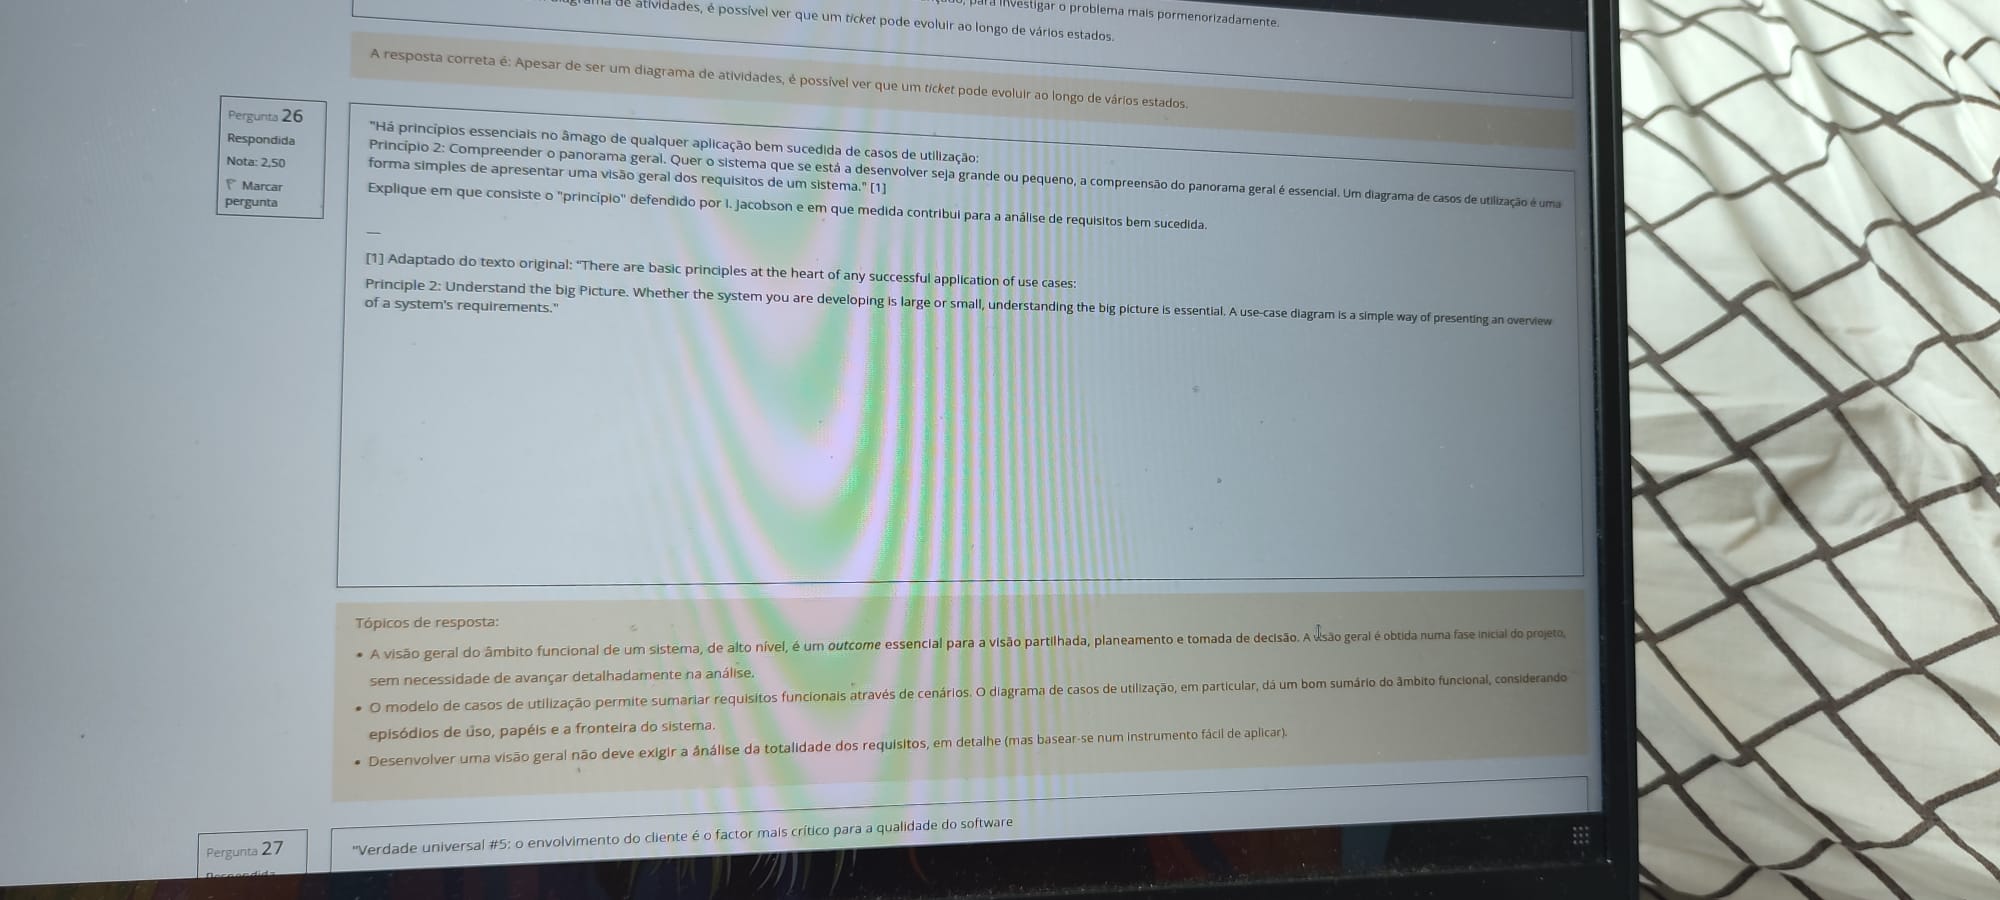 para investigar o problema mais pormenorizadamente.
de atividades, é possível ver que um ticket pode evoluir ao longo de vários estados.
A resposta correta é: Apesar de ser um diagrama de atividades, é possível ver que um ticket pode evoluir ao longo de vários estados.
Pergunta 26
Respondida
Nota: 2,50
Marcar
pergunta
"Há princípios essenciais no âmago de qualquer aplicação bem sucedida de casos de utilização:
Princípio 2: Compreender o panorama geral. Quer o sistema que se está a desenvolver seja grande ou pequeno, a compreensão do panorama geral é essencial. Um diagrama de casos de utilização é uma
forma simples de apresentar uma visão geral dos requisitos de um sistema." [1]
Explique em que consiste o "princípio" defendido por I. Jacobson e em que medida contribui para a análise de requisitos bem sucedida.
—
[1] Adaptado do texto original: "There are basic principles at the heart of any successful application of use cases:
Principle 2: Understand the big Picture. Whether the system you are developing is large or small, understanding the big picture is essential. A use-case diagram is a simple way of presenting an overview
of a system's requirements."
Tópicos de resposta:
• A visão geral do âmbito funcional de um sistema, de alto nível, é um outcome essencial para a visão partilhada, planeamento e tomada de decisão. A visão geral é obtida numa fase inicial do projeto,
sem necessidade de avançar detalhadamente na análise.
• O modelo de casos de utilização permite sumariar requisitos funcionais através de cenários. O diagrama de casos de utilização, em particular, dá um bom sumário do âmbito funcional, considerando
episódios de uso, papéis e a fronteira do sistema.
• Desenvolver uma visão geral não deve exigir a análise da totalidade dos requisitos, em detalhe (mas basear-se num instrumento fácil de aplicar).
Pergunta 27
Respondida
"Verdade universal #5: o envolvimento do cliente é o factor mais crítico para a qualidade do software